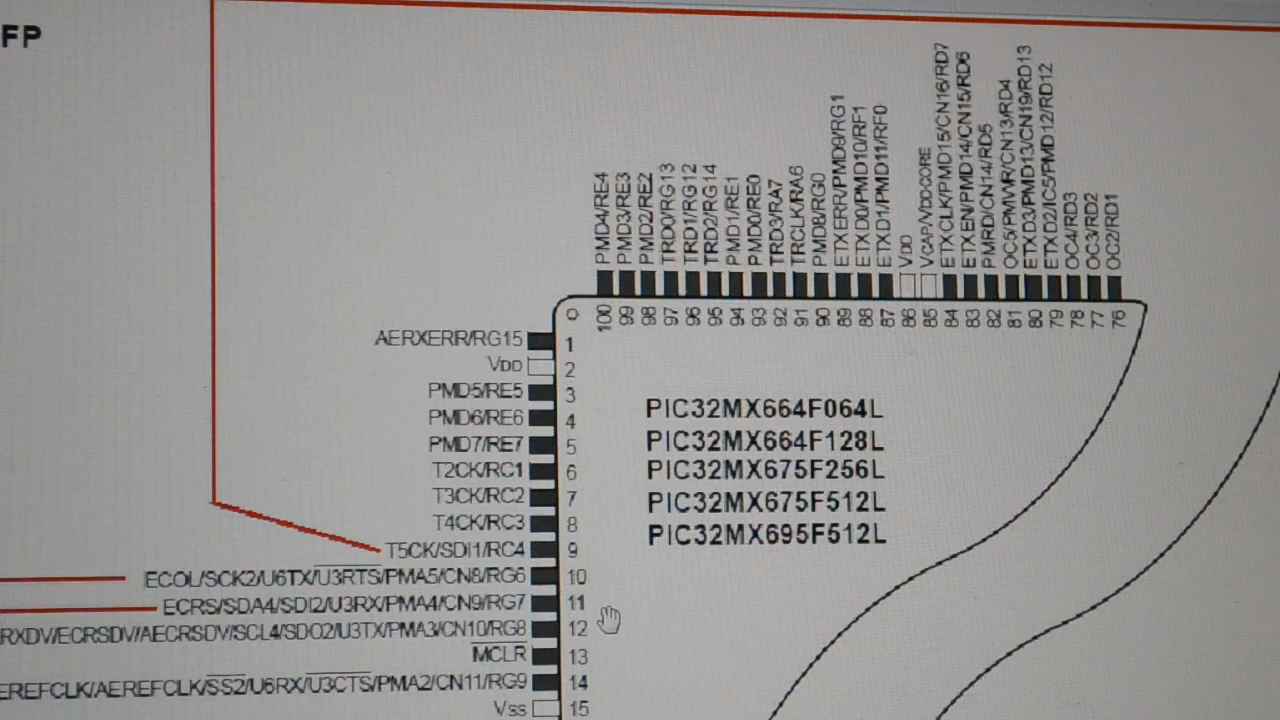 FP
PMD4/RE4
PMD3/RE3
PMD2/RE2
TRD0/RG13
TRD1/RG12
TRD2/RG14
PMD1/RE1
PMD0/RE0
TRD3/RA7
TRCLK/RA6
PMD8/RG0
ETXERR/PMD9/RG1
ETXD0/PMD10/RF1
ETXD1/PMD11/RF0
VDD
VCAP/VDDCORE
ETXCLK/PMD15/CN16/RD7
ETXEN/PMD14/CN15/RD6
PMRD/CN14/RD5
OC5/PMWR/CN13/RD4
ETXD3/PMD13/CN19/RD13
ETXD2/IC5/PMD12/RD12
OC4/RD3
OC3/RD2
OC2/RD1
100
99
98
97
96
95
94
93
92
91
90
89
88
87
86
85
84
83
82
81
80
79
78
77
76
AERXERR/RG15 1
VDD 2
PMD5/RE5 3
PMD6/RE6 4
PMD7/RE7 5
T2CK/RC1 6
T3CK/RC2 7
T4CK/RC3 8
T5CK/SDI1/RC4 9
ECOL/SCK2/U6TX/U3RTS/PMA5/CN8/RG6 10
ECRS/SDA4/SDI2/U3RX/PMA4/CN9/RG7 11
RXDV/ECRSDV/AECRSDV/SCL4/SDO2/U3TX/PMA3/CN10/RG8 12
MCLR 13
EREFCLK/AEREFCLK/SS2/U6RX/U3CTS/PMA2/CN11/RG9 14
VSS 15
PIC32MX664F064L
PIC32MX664F128L
PIC32MX675F256L
PIC32MX675F512L
PIC32MX695F512L